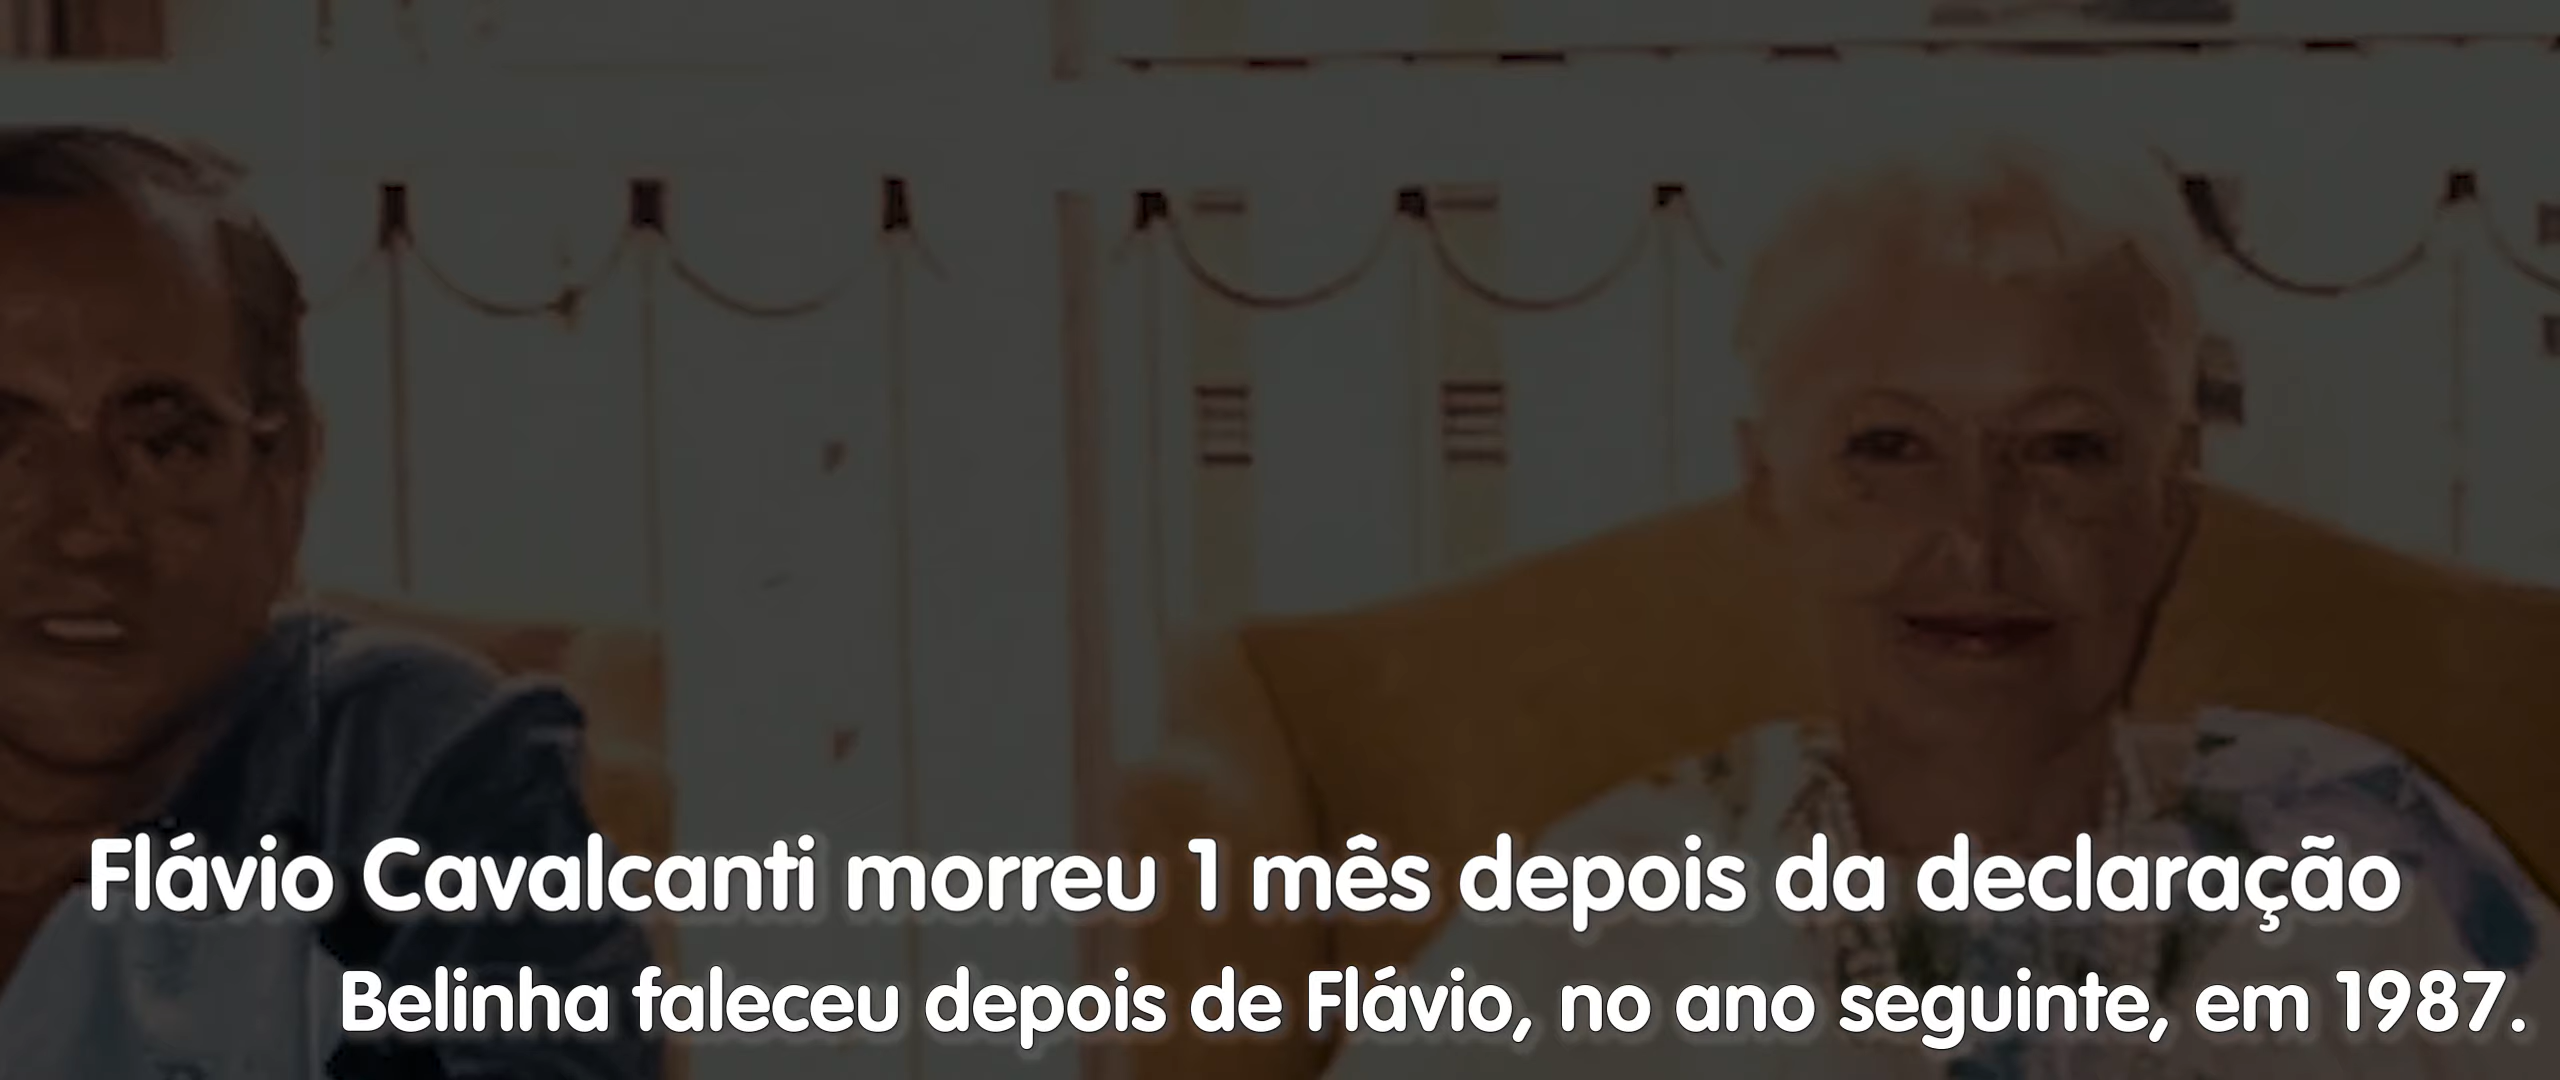 Flávio Cavalcanti morreu 1 mês depois da declaração
Belinha faleceu depois de Flávio, no ano seguinte, em 1987.